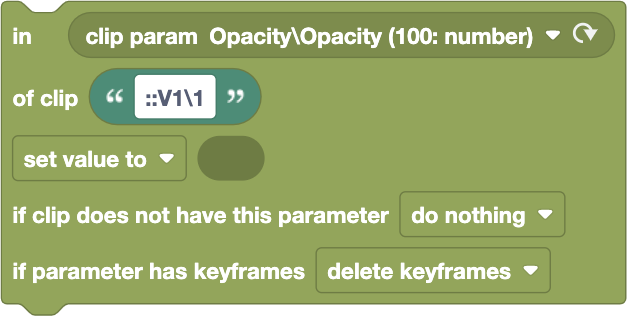 in clip param Opacity\Opacity (100: number)
of clip “ ::V1\1 ”
set value to
if clip does not have this parameter do nothing
if parameter has keyframes delete keyframes